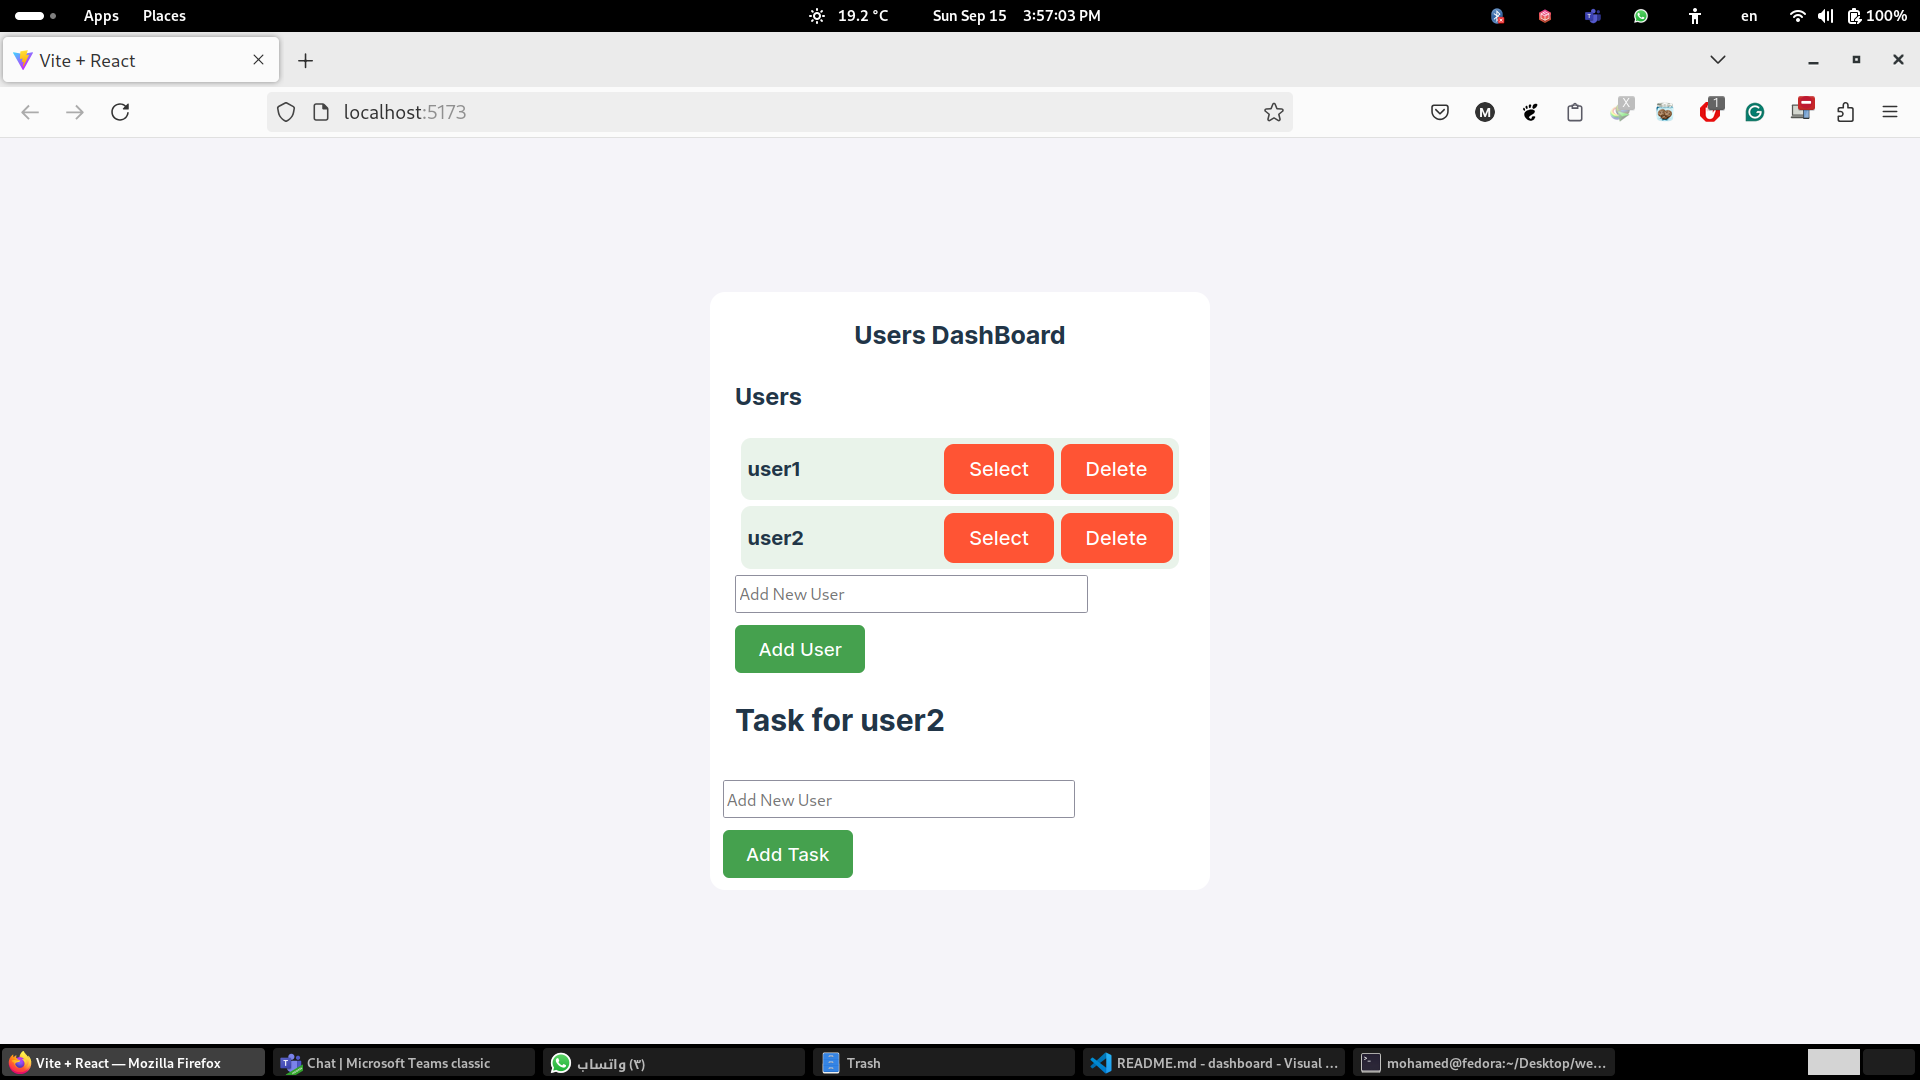 Apps Places 19.2 °C Sun Sep 15 3:57:03 PM en 100%
Vite + React
localhost:5173 M X 1 G
Users DashBoard
Users
user1 Select Delete
user2 Select Delete
Add New User
Add User
Task for user2
Add New User
Add Task
Vite + React — Mozilla Firefox Chat | Microsoft Teams classic (٣) واتساب Trash README.md - dashboard - Visual ... mohamed@fedora:~/Desktop/we...